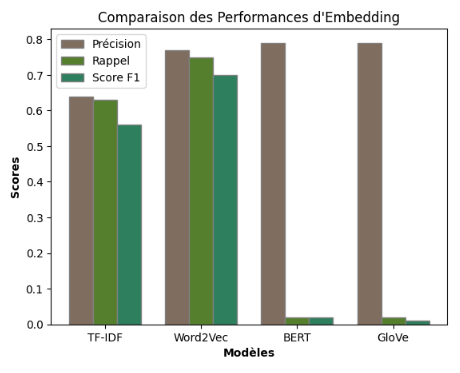 Comparaison des Performances d'Embedding
Précision
Rappel
Score F1
0.8
0.7
0.6
0.5
0.4
0.3
0.2
0.1
0.0
Scores
TF-IDF Word2Vec BERT GloVe
Modèles